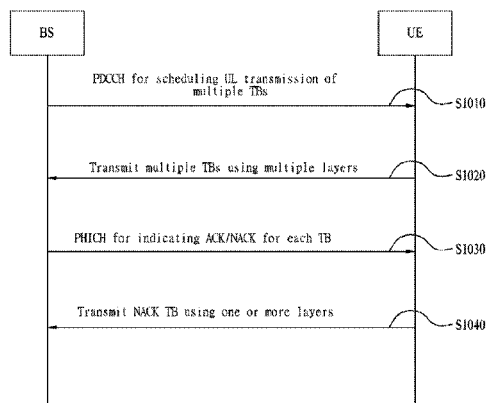 BS
UE
PDCCH for scheduling UL transmission of
multiple TBs
S1010
Transmit multiple TBs using multiple layers
S1020
PHICH for indicating ACK/NACK for each TB
S1030
Transmit NACK TB using one or more layers
S1040